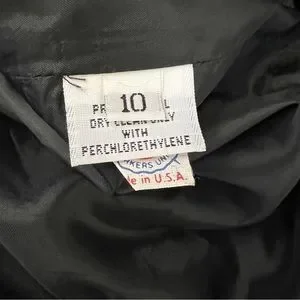 10
DRY CLEAN ONLY
WITH
PERCHLORETHYLENE
in U.S.A.